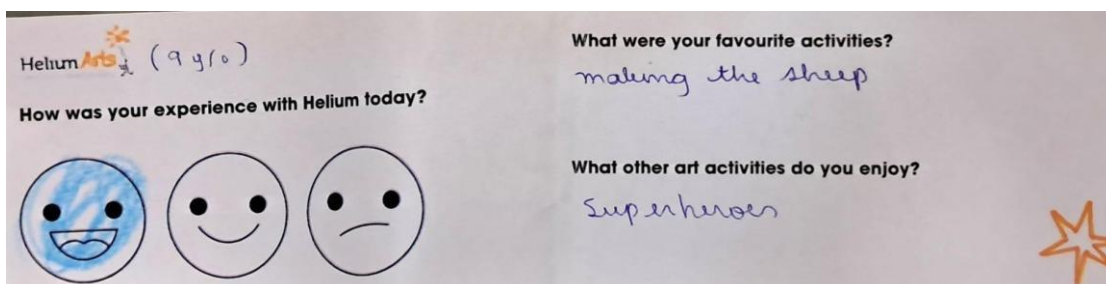 Helium Arts (9 y/o)
How was your experience with Helium today?
What were your favourite activities?
making the sheep
What other art activities do you enjoy?
Superheroes